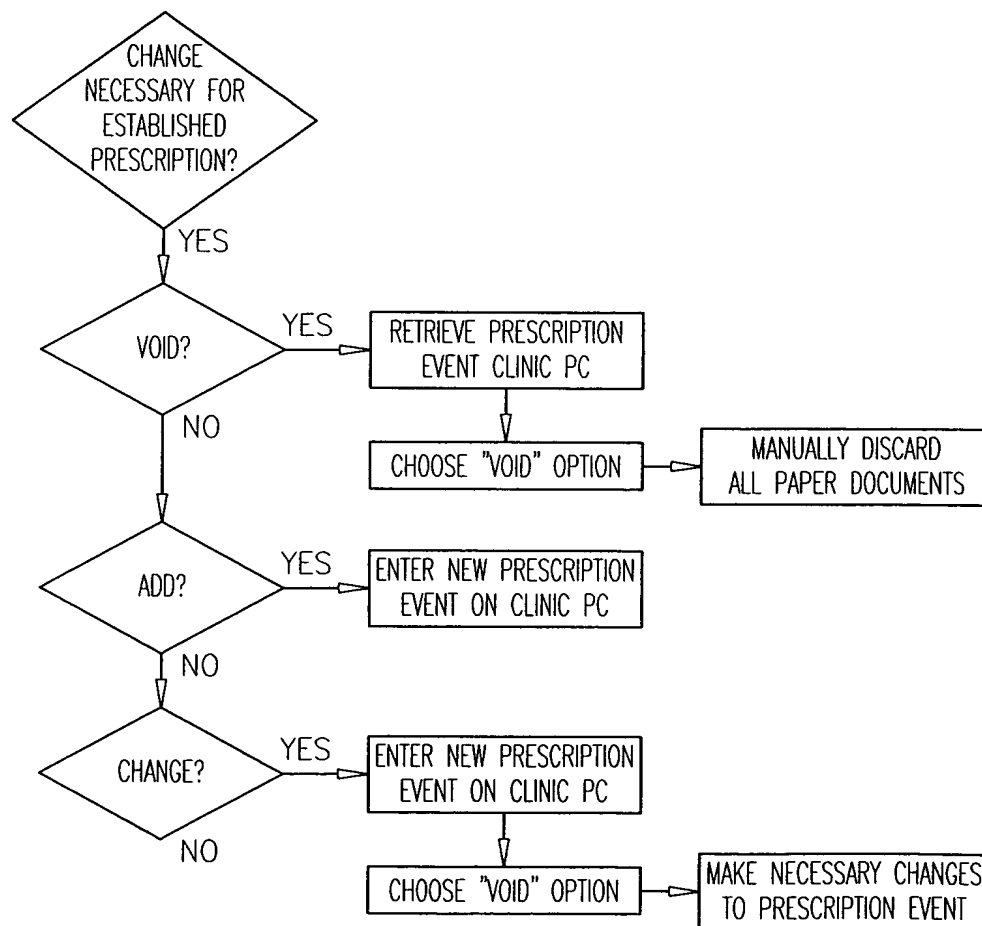 CHANGE
NECESSARY FOR
ESTABLISHED
PRESCRIPTION?
YES
VOID?
YES
RETRIEVE PRESCRIPTION
EVENT CLINIC PC
NO
CHOOSE "VOID" OPTION
MANUALLY DISCARD
ALL PAPER DOCUMENTS
ADD?
YES
ENTER NEW PRESCRIPTION
EVENT ON CLINIC PC
NO
CHANGE?
YES
ENTER NEW PRESCRIPTION
EVENT ON CLINIC PC
NO
CHOOSE "VOID" OPTION
MAKE NECESSARY CHANGES
TO PRESCRIPTION EVENT